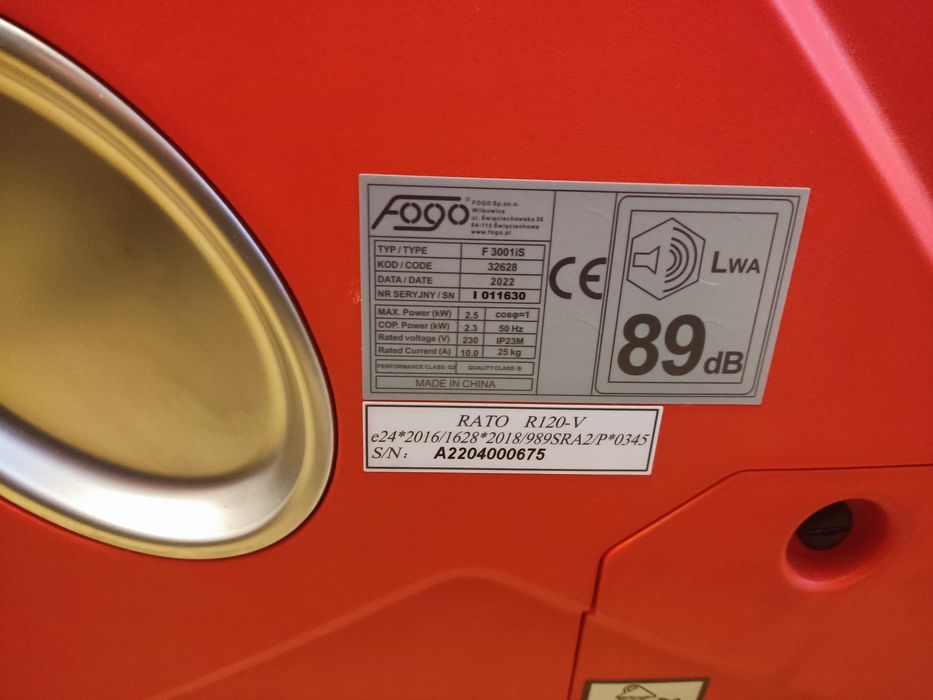 Fogo®
FOGO Sp. z o.o.
Wilkowice
ul. Święciechowska 36
64-115 Święciechowa
www.fogo.pl
TYP / TYPE F 3001iS
KOD / CODE 32628
DATA / DATE 2022
NR SERYJNY / SN I 011630
MAX. Power (kW) 2.5 cosφ=1
COP. Power (kW) 2.3 50 Hz
Rated voltage (V) 230 IP23M
Rated Current (A) 10.0 25 kg
PERFORMANCE CLASS: G2 QUALITY CLASS: B
MADE IN CHINA
CE
LWA
89 dB
RATO R120-V
e24*2016/1628*2018/989SRA2/P*0345
S/N: A2204000675